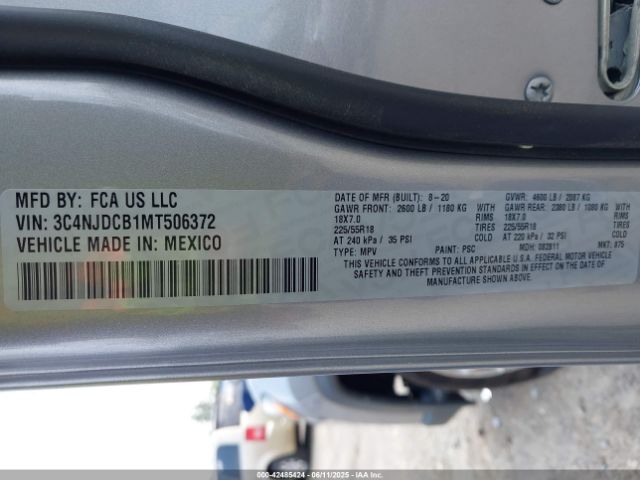 MFD BY: FCA US LLC
VIN: 3C4NJDCB1MT506372
VEHICLE MADE IN: MEXICO
DATE OF MFR (BUILT): 8-20 GVWR: 4600 LB / 2087 KG
GAWR FRONT: 2600 LB / 1180 KG WITH GAWR REAR: 2380 LB / 1080 KG WITH
18X7.0 RIMS 18X7.0 RIMS
225/55R18 TIRES 225/55R18 TIRES
AT 240 kPa / 35 PSI COLD AT 220 kPa / 32 PSI COLD
TYPE: MPV PAINT: PSC MDH: 082811 MKT: 875
THIS VEHICLE CONFORMS TO ALL APPLICABLE U.S.A. FEDERAL MOTOR VEHICLE
SAFETY AND THEFT PREVENTION STANDARDS IN EFFECT ON THE DATE OF
MANUFACTURE SHOWN ABOVE.
© IAA - 42485424 - 06/11/2025 - IAAI.COM